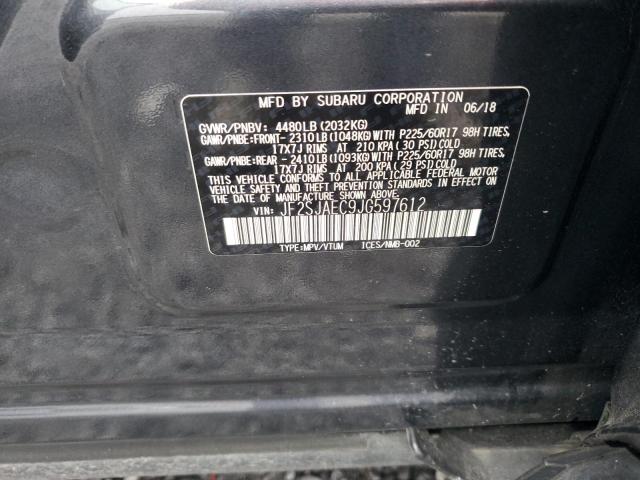 MFD BY SUBARU CORPORATION
MFD IN 06/18
GVWR/PNBV: 4480LB (2032KG)
GAWR/PNBE:FRONT- 2310LB (1048KG) WITH P225/60R17 98H TIRES,
17X7J RIMS AT 210 KPA ( 30 PSI) COLD
GAWR/PNBE:REAR - 2410LB (1093KG) WITH P225/60R17 98H TIRES,
17X7J RIMS AT 200 KPA ( 29 PSI) COLD
THIS VEHICLE CONFORMS TO ALL APPLICABLE FEDERAL MOTOR
VEHICLE SAFETY AND THEFT PREVENTION STANDARDS IN EFFECT ON
THE DATE OF MANUFACTURE SHOWN ABOVE.
VIN: JF2SJAEC9JG597612
TYPE:MPV/VTUM ICES/NMB-002